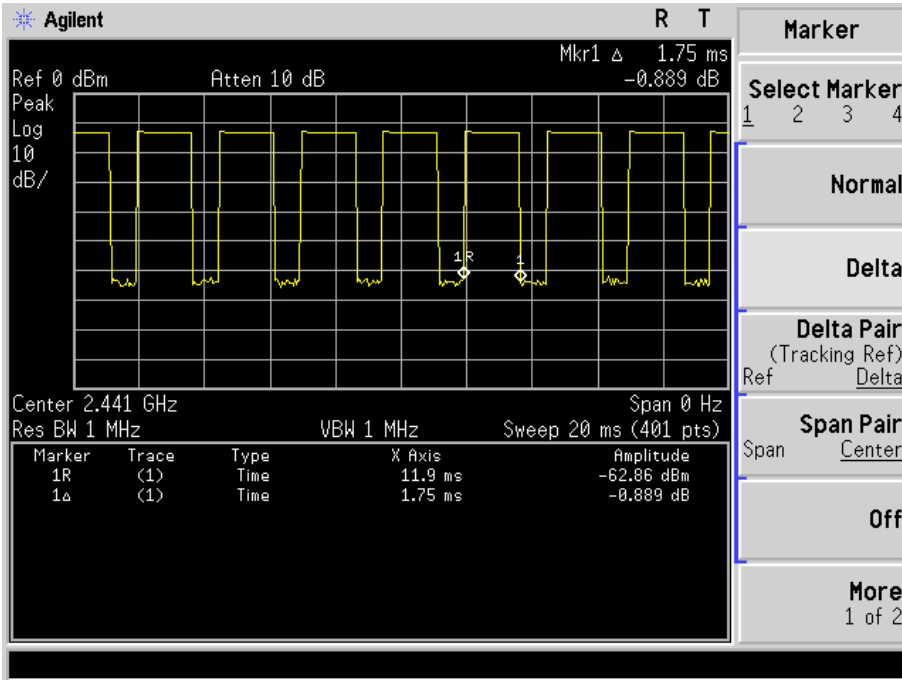 Agilent R T
Mkr1 Δ 1.75 ms
Ref 0 dBm Atten 10 dB -0.889 dB
Peak
Log
10
dB/
1R 1
Center 2.441 GHz Span 0 Hz
Res BW 1 MHz VBW 1 MHz Sweep 20 ms (401 pts)
Marker Trace Type X Axis Amplitude
1R (1) Time 11.9 ms -62.86 dBm
1Δ (1) Time 1.75 ms -0.889 dB
Marker
Select Marker
1 2 3 4
Normal
Delta
Delta Pair
(Tracking Ref)
Ref Delta
Span Pair
Span Center
Off
More
1 of 2